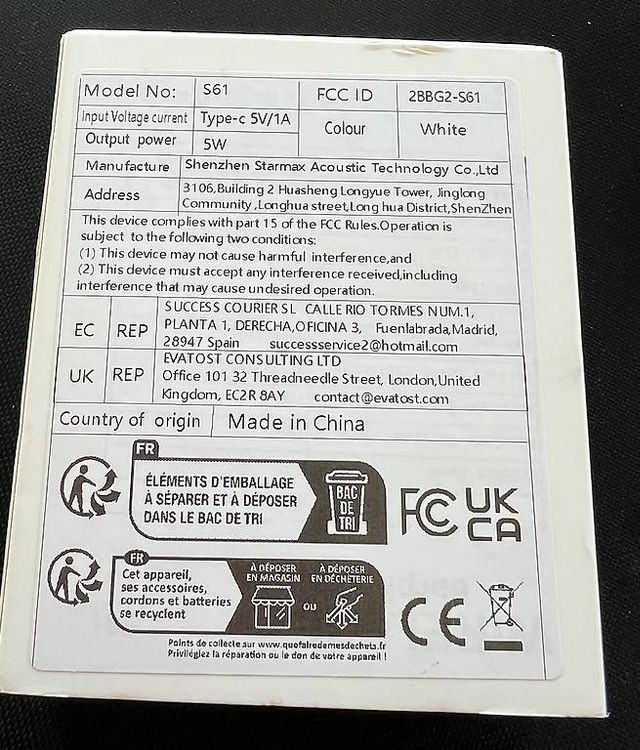 Model No: S61 FCC ID 2BBG2-S61
Input Voltage current Type-c 5V/1A Colour White
Output power 5W
Manufacture Shenzhen Starmax Acoustic Technology Co.,Ltd
Address 3106,Building 2 Huasheng Longyue Tower, Jinglong
Community ,Longhua street,Long hua District,ShenZhen
This device complies with part 15 of the FCC Rules.Operation is
subject to the following two conditions:
(1) This device may not cause harmful interference,and
(2) This device must accept any interference received,including
interference that may cause undesired operation.
EC REP SUCCESS COURIER SL CALLE RIO TORMES NUM.1,
PLANTA 1, DERECHA,OFICINA 3, Fuenlabrada,Madrid,
28947 Spain successservice2@hotmail.com
UK REP EVATOST CONSULTING LTD
Office 101 32 Threadneedle Street, London,United
Kingdom, EC2R 8AY contact@evatost.com
Country of origin Made in China
FR
ÉLÉMENTS D'EMBALLAGE
À SÉPARER ET À DÉPOSER
DANS LE BAC DE TRI
BAC
DE
TRI
FC
UK
CA
FR
Cet appareil,
ses accessoires,
cordons et batteries
se recyclent
À DÉPOSER
EN MAGASIN
OU
À DÉPOSER
EN DÉCHÈTERIE
CE
Points de collecte sur www.quefairedemesdechets.fr
Privilégiez la réparation ou le don de votre appareil !